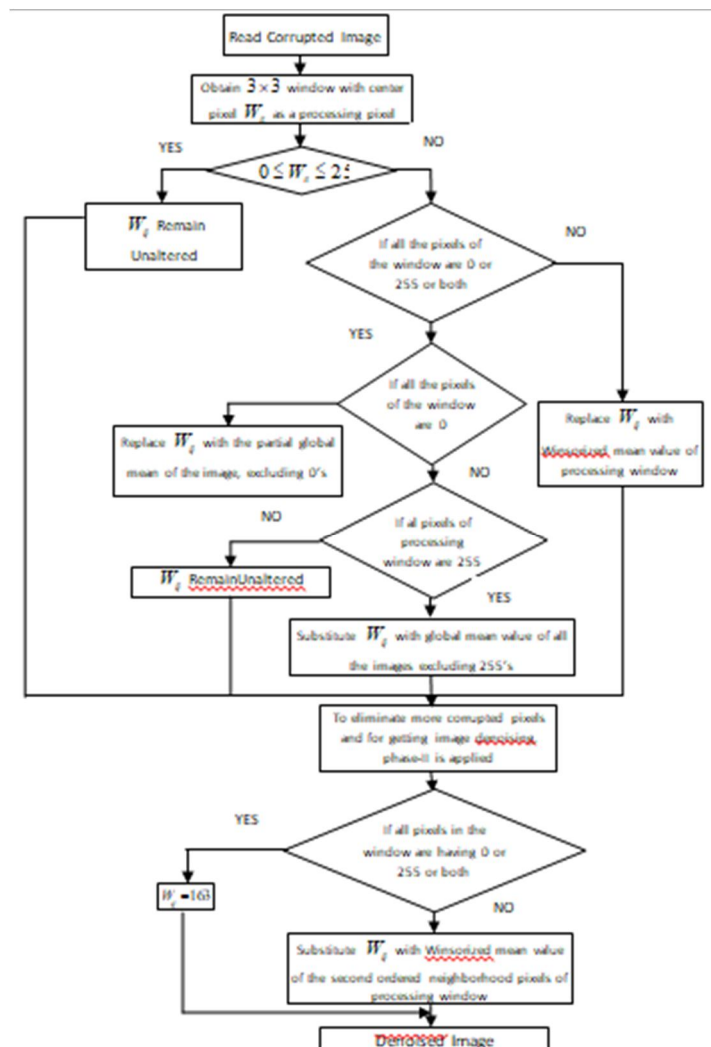 Read Corrupted Image
Obtain 3×3 window with center
pixel W as a processing pixel
YES
NO
0 ≤ W ≤ 25
W Remain
Unaltered
If all the pixels of
the window are 0 or
255 or both
NO
YES
If all the pixels
of the window
are 0
Replace W with the partial global
mean of the image, excluding 0's
Replace W with
Winsorized mean value of
processing window
NO
If al pixels of
processing
window are 255
NO
W RemainUnaltered
YES
Substitute W with global mean value of all
the images excluding 255's
To eliminate more corrupted pixels
and for getting image denoising
phase-II is applied
If all pixels in the
window are having 0 or
255 or both
YES
W =163
NO
Substitute W with Winsorized mean value
of the second ordered neighborhood pixels of
processing window
Denoised Image